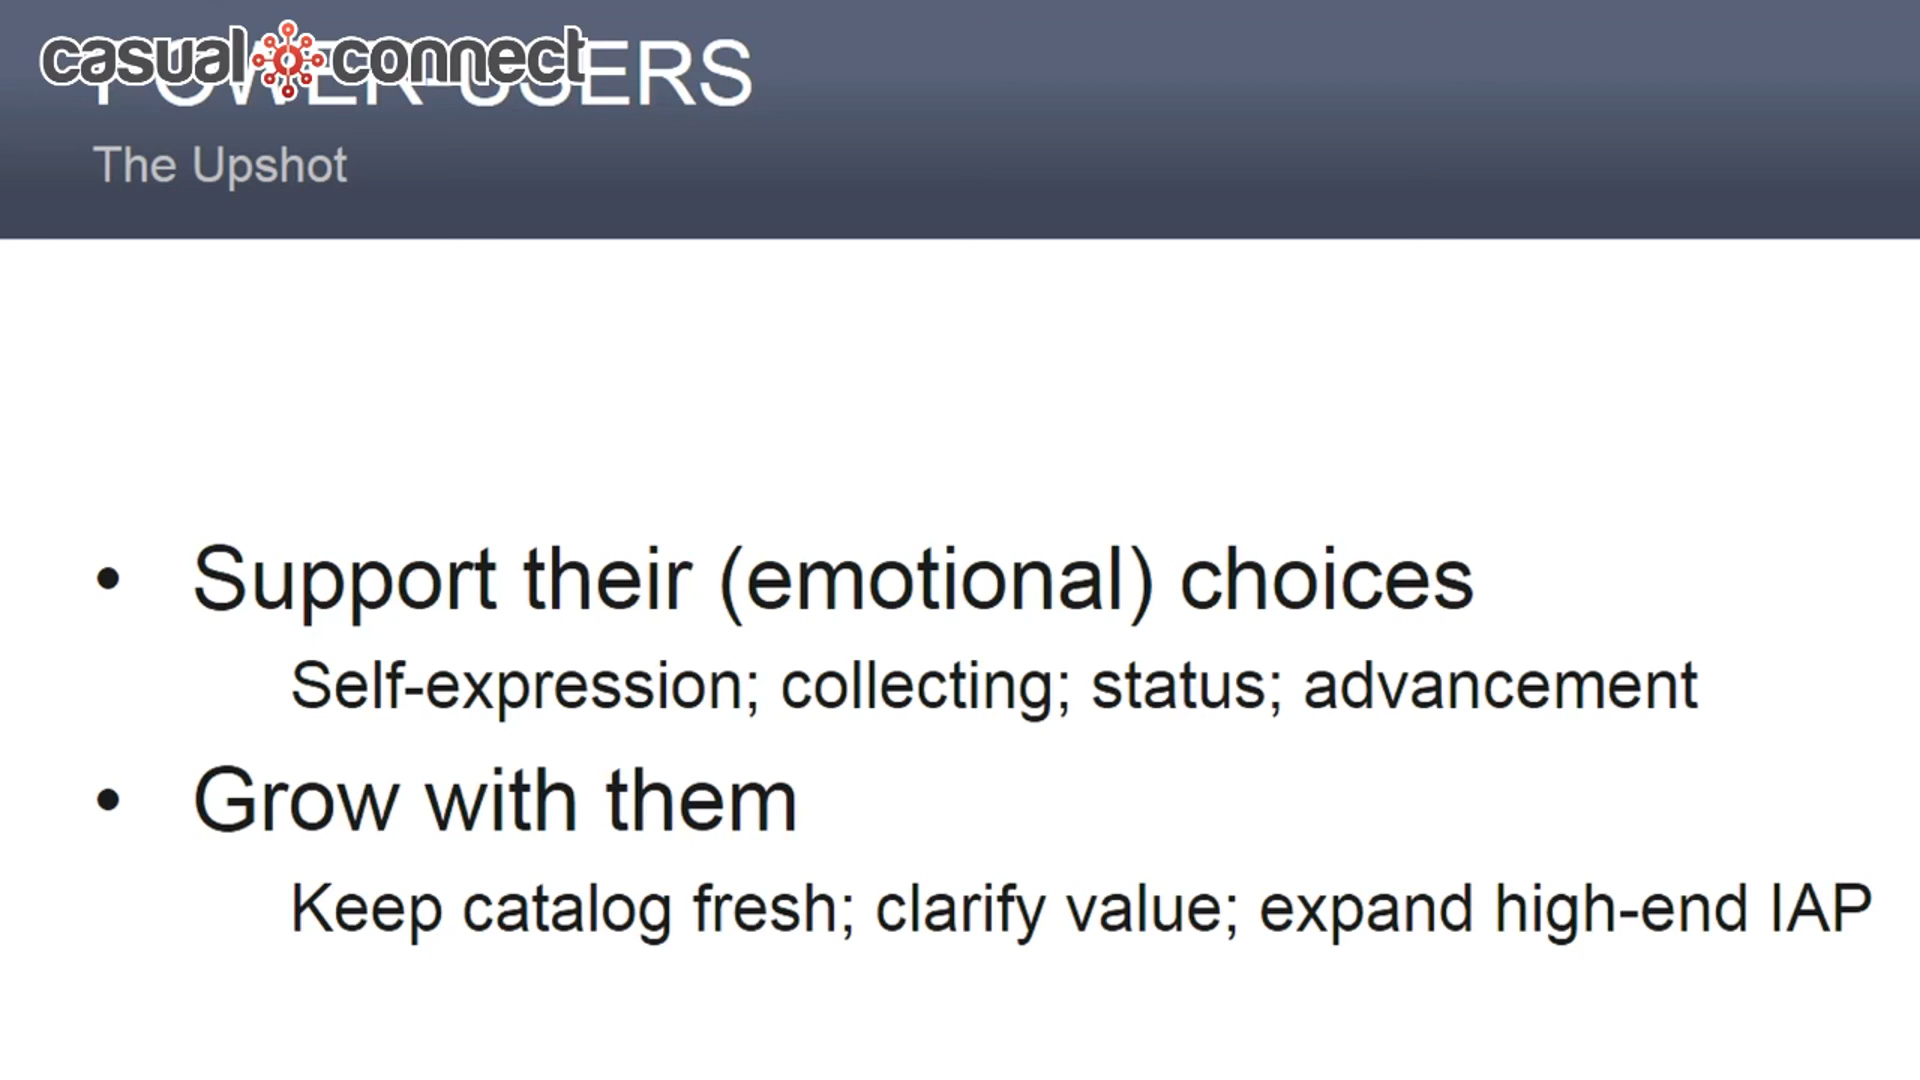 casual connect
POWER-USERS
The Upshot
• Support their (emotional) choices
Self-expression; collecting; status; advancement
• Grow with them
Keep catalog fresh; clarify value; expand high-end IAP